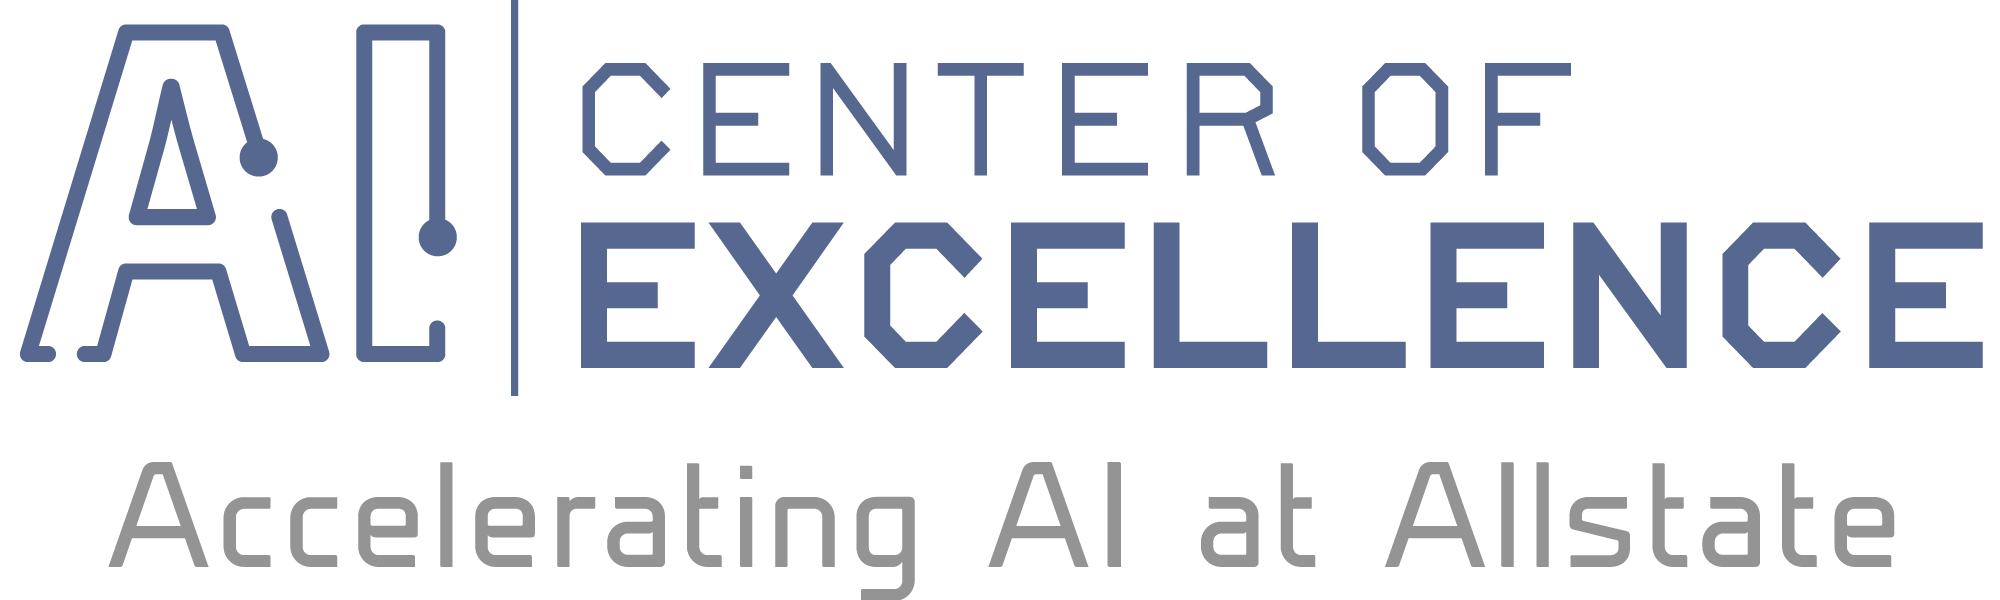 AI
CENTER OF
EXCELLENCE
Accelerating AI at Allstate